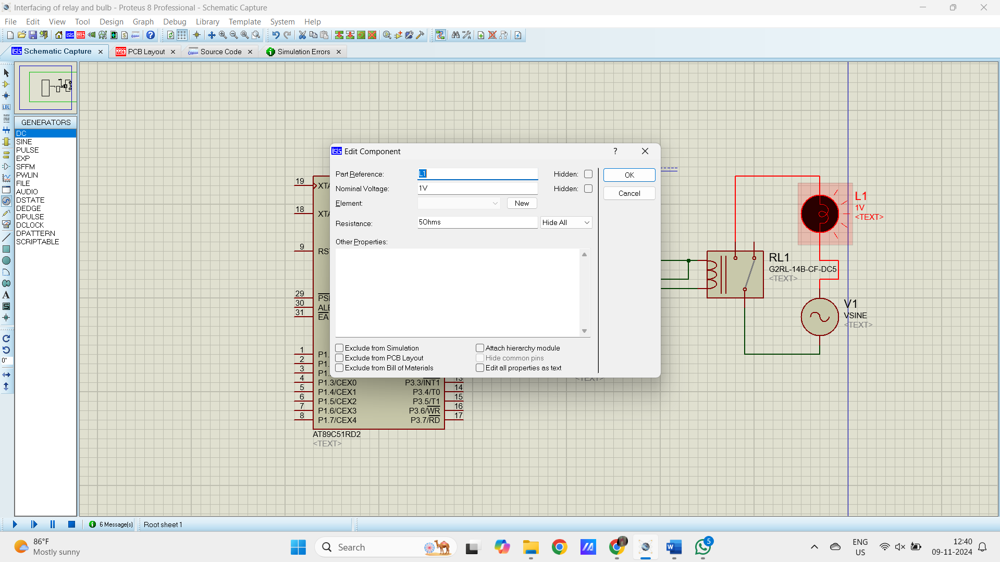 Interfacing of relay and bulb - Proteus 8 Professional - Schematic Capture
File Edit View Tool Design Graph Debug Library Template System Help
Schematic Capture PCB Layout Source Code Simulation Errors
LBL
GENERATORS
DC
SINE
PULSE
EXP
SFFM
PWLIN
FILE
AUDIO
DSTATE
DEDGE
DPULSE
DCLOCK
DPATTERN
SCRIPTABLE
0°
Edit Component
Part Reference: L1 Hidden:
Nominal Voltage: 1V Hidden:
Element: New
Resistance: 5Ohms Hide All
Other Properties:
OK
Cancel
Exclude from Simulation Attach hierarchy module
Exclude from PCB Layout Hide common pins
Exclude from Bill of Materials Edit all properties as text
19 XTA
18 XTA
9 RS
29 PSE
30 ALE
31 EA
1 P1.
2 P1.
3 P1.
4 P1.3/CEX0 P3.3/INT1 13
5 P1.4/CEX1 P3.4/T0 14
6 P1.5/CEX2 P3.5/T1 15
7 P1.6/CEX3 P3.6/WR 16
8 P1.7/CEX4 P3.7/RD 17
AT89C51RD2
<TEXT>
<TEXT>
L1
1V
<TEXT>
RL1
G2RL-14B-CF-DC5
<TEXT>
V1
VSINE
<TEXT>
6 Message(s) Root sheet 1
86°F
Mostly sunny
Search
5
ENG
US
12:40
09-11-2024